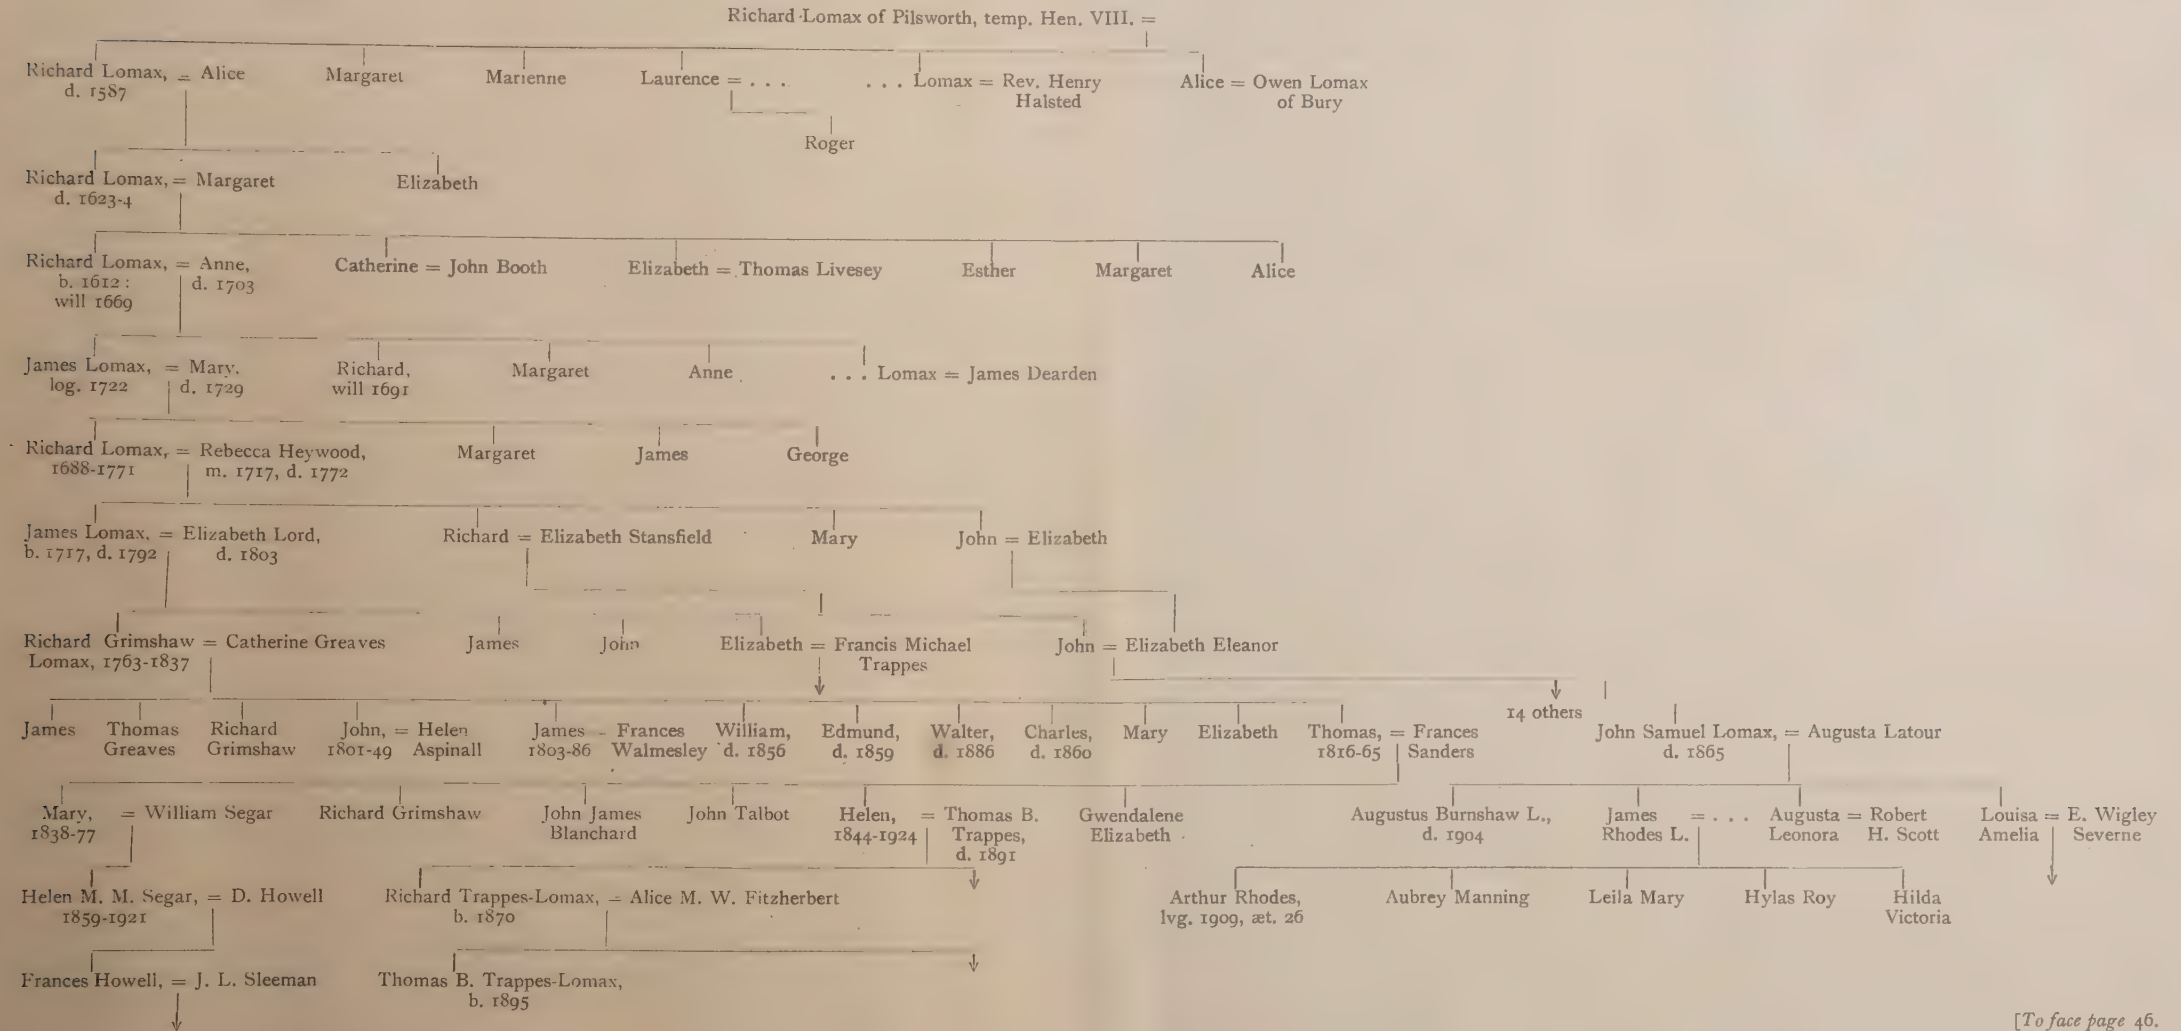 Richard Lomax of Pilsworth, temp. Hen. VIII. =
Richard Lomax, = Alice Margaret Marienne Laurence = . . . . . . Lomax = Rev. Henry Alice = Owen Lomax
d. 1587 Halsted of Bury
Roger
Richard Lomax, = Margaret Elizabeth
d. 1623-4
Richard Lomax, = Anne, Catherine = John Booth Elizabeth = Thomas Livesey Esther Margaret Alice
b. 1612 : d. 1703
will 1669
James Lomax, = Mary. Richard, Margaret Anne . . . Lomax = James Dearden
log. 1722 d. 1729 will 1691
Richard Lomax, = Rebecca Heywood, Margaret James George
1688-1771 m. 1717, d. 1772
James Lomax, = Elizabeth Lord, Richard = Elizabeth Stansfield Mary John = Elizabeth
b. 1717, d. 1792 d. 1803
Richard Grimshaw = Catherine Greaves James John Elizabeth = Francis Michael John = Elizabeth Eleanor
Lomax, 1763-1837 Trappes
14 others
James Thomas Richard John, = Helen James - Frances William, Edmund, Walter, Charles, Mary Elizabeth Thomas, = Frances John Samuel Lomax, = Augusta Latour
Greaves Grimshaw 1801-49 Aspinall 1803-86 Walmesley d. 1856 d. 1859 d. 1886 d. 1860 1816-65 Sanders d. 1865
Mary, = William Segar Richard Grimshaw John James John Talbot Helen, = Thomas B. Gwendalene Augustus Burnshaw L., James = . . . Augusta = Robert Louisa = E. Wigley
1838-77 Blanchard 1844-1924 Trappes, Elizabeth d. 1904 Rhodes L. Leonora H. Scott Amelia Severne
d. 1891
Helen M. M. Segar, = D. Howell Richard Trappes-Lomax, = Alice M. W. Fitzherbert Arthur Rhodes, Aubrey Manning Leila Mary Hylas Roy Hilda
1859-1921 b. 1870 lvg. 1909, æt. 26 Victoria
Frances Howell, = J. L. Sleeman Thomas B. Trappes-Lomax,
b. 1895
[To face page 46.